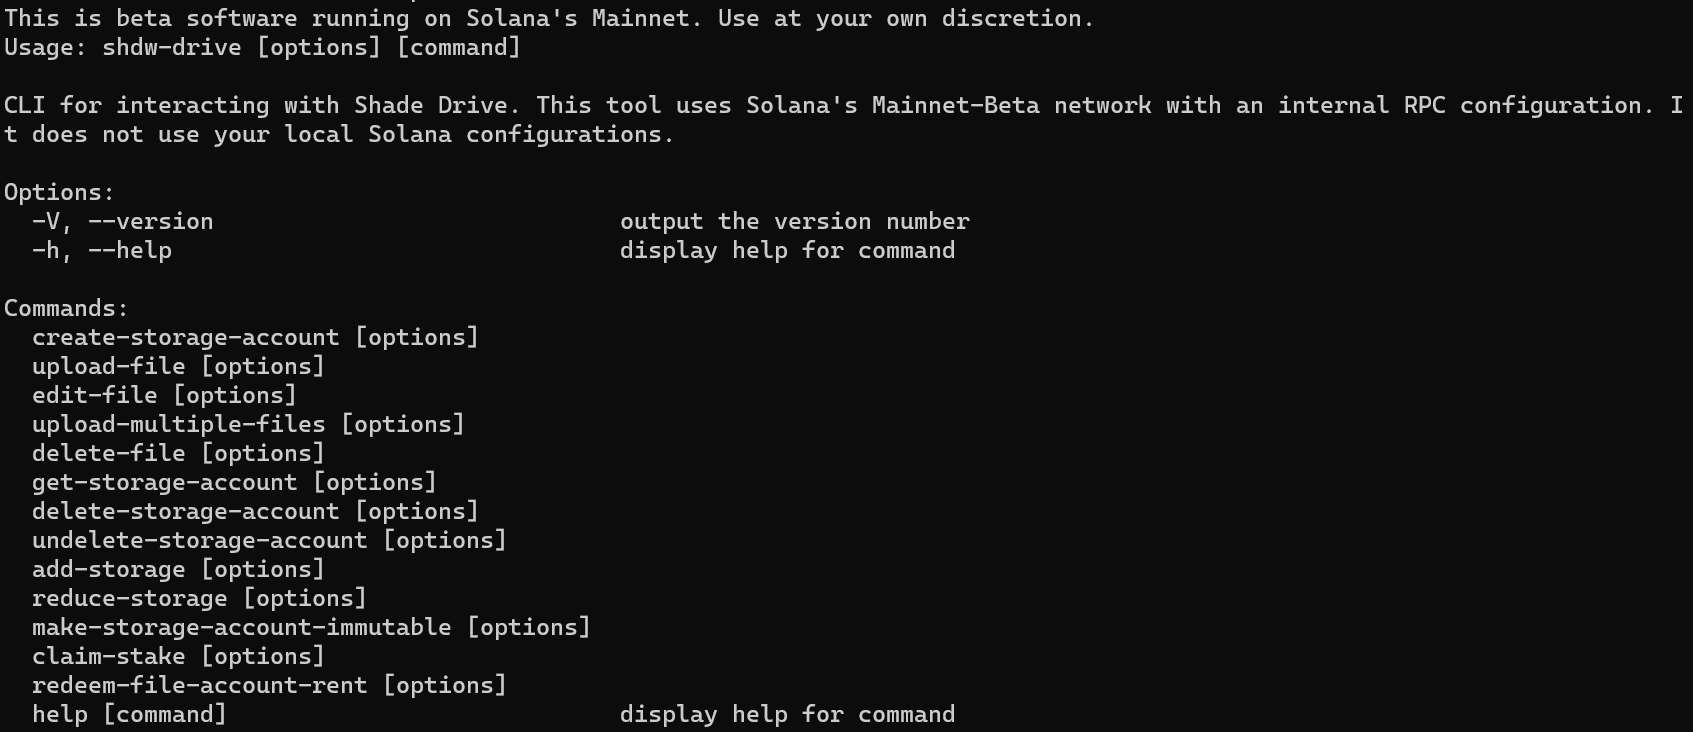 This is beta software running on Solana's Mainnet. Use at your own discretion.
Usage: shdw-drive [options] [command]
CLI for interacting with Shade Drive. This tool uses Solana's Mainnet-Beta network with an internal RPC configuration. I
t does not use your local Solana configurations.
Options:
-V, --version output the version number
-h, --help display help for command
Commands:
create-storage-account [options]
upload-file [options]
edit-file [options]
upload-multiple-files [options]
delete-file [options]
get-storage-account [options]
delete-storage-account [options]
undelete-storage-account [options]
add-storage [options]
reduce-storage [options]
make-storage-account-immutable [options]
claim-stake [options]
redeem-file-account-rent [options]
help [command] display help for command